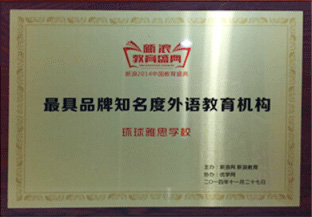 新浪
教育盛典
新浪2014中国教育盛典
最具品牌知名度外语教育机构
环球雅思学校
主办：新浪网 新浪教育
协办：优学网
二〇一四年十一月二十七日